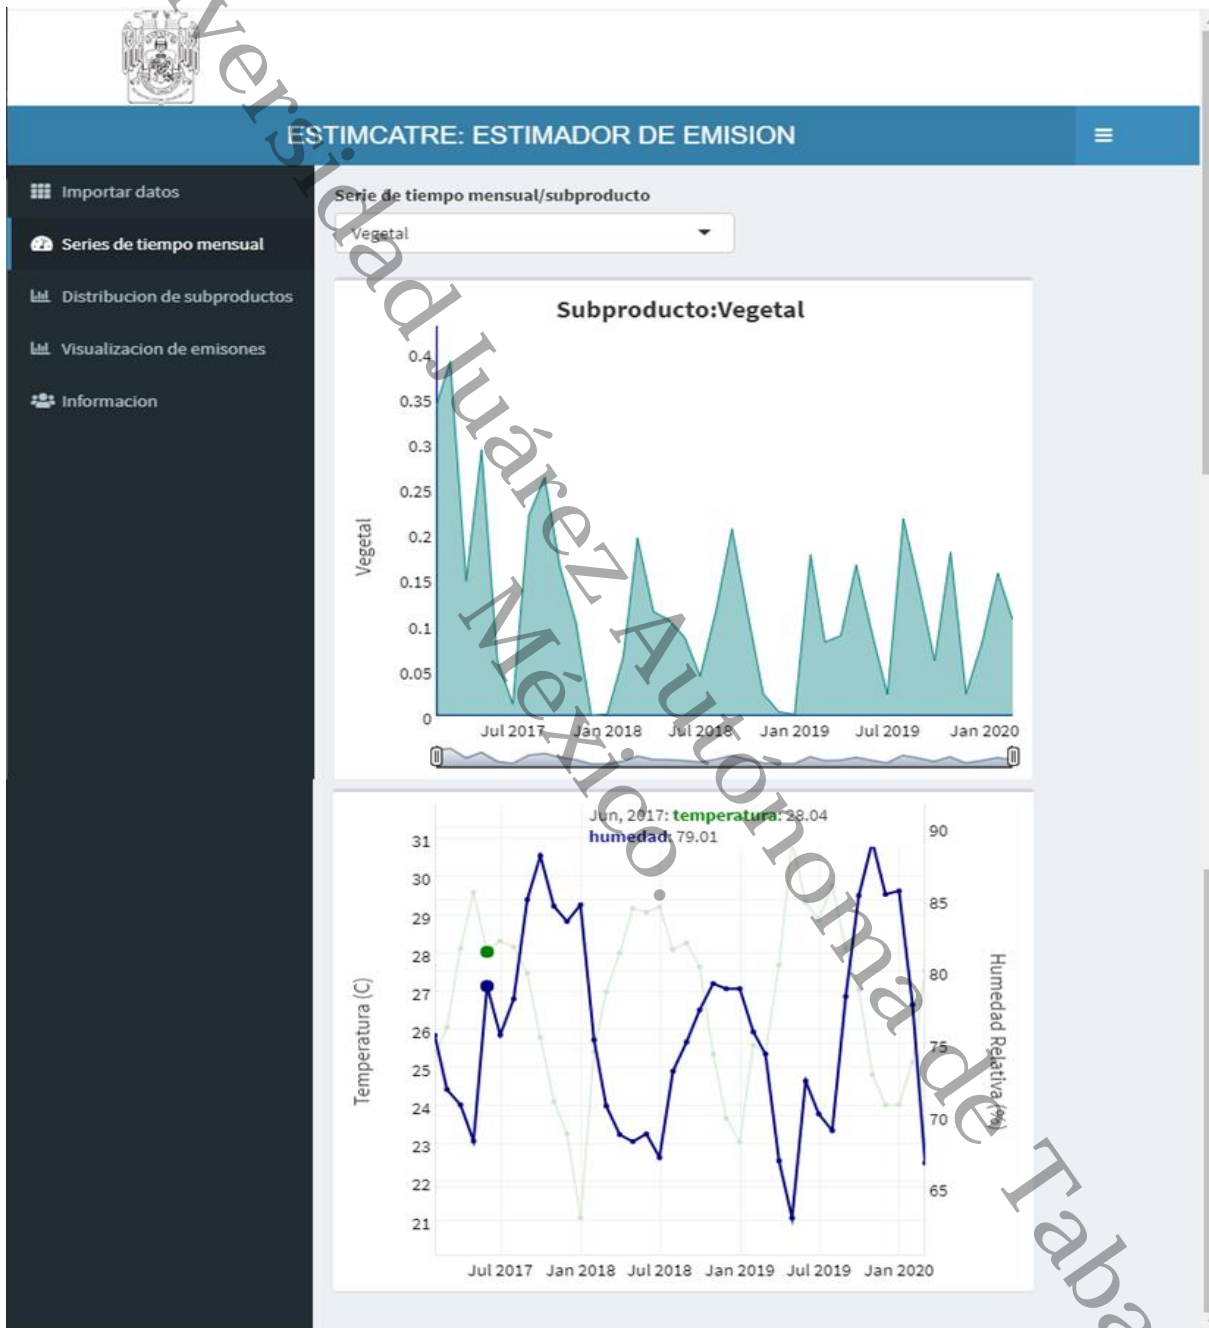 ESTIMCATRE: ESTIMADOR DE EMISION
Importar datos
Series de tiempo mensual
Distribucion de subproductos
Visualizacion de emisones
Informacion
Serie de tiempo mensual/subproducto
Vegetal
Subproducto:Vegetal
Vegetal
0.4
0.35
0.3
0.25
0.2
0.15
0.1
0.05
0
Jul 2017 Jan 2018 Jul 2018 Jan 2019 Jul 2019 Jan 2020
Jun, 2017: temperatura: 28.04
humedad: 79.01
Temperatura (C)
31
30
29
28
27
26
25
24
23
22
21
90
85
80
75
70
65
Humedad Relativa (%)
Jul 2017 Jan 2018 Jul 2018 Jan 2019 Jul 2019 Jan 2020
Universidad Juárez Autónoma de Taba
México.